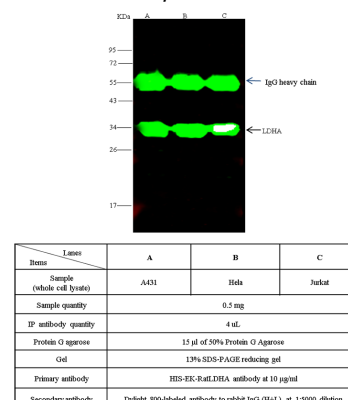 KDa A B C
95
72
55
IgG heavy chain
43
34
LDHA
26
17
Lanes
Items
A B C
Sample
(whole cell lysate)
A431 Hela Jurkat
Sample quantity 0.5 mg
IP antibody quantity 4 uL
Protein G agarose 15 µl of 50% Protein G Agarose
Gel 13% SDS-PAGE reducing gel
Primary antibody HIS-EK-RatLDHA antibody at 10 µg/ml
Secondary antibody Dylight 800-labeled antibody to rabbit IgG (H+L), at 1:5000 dilution